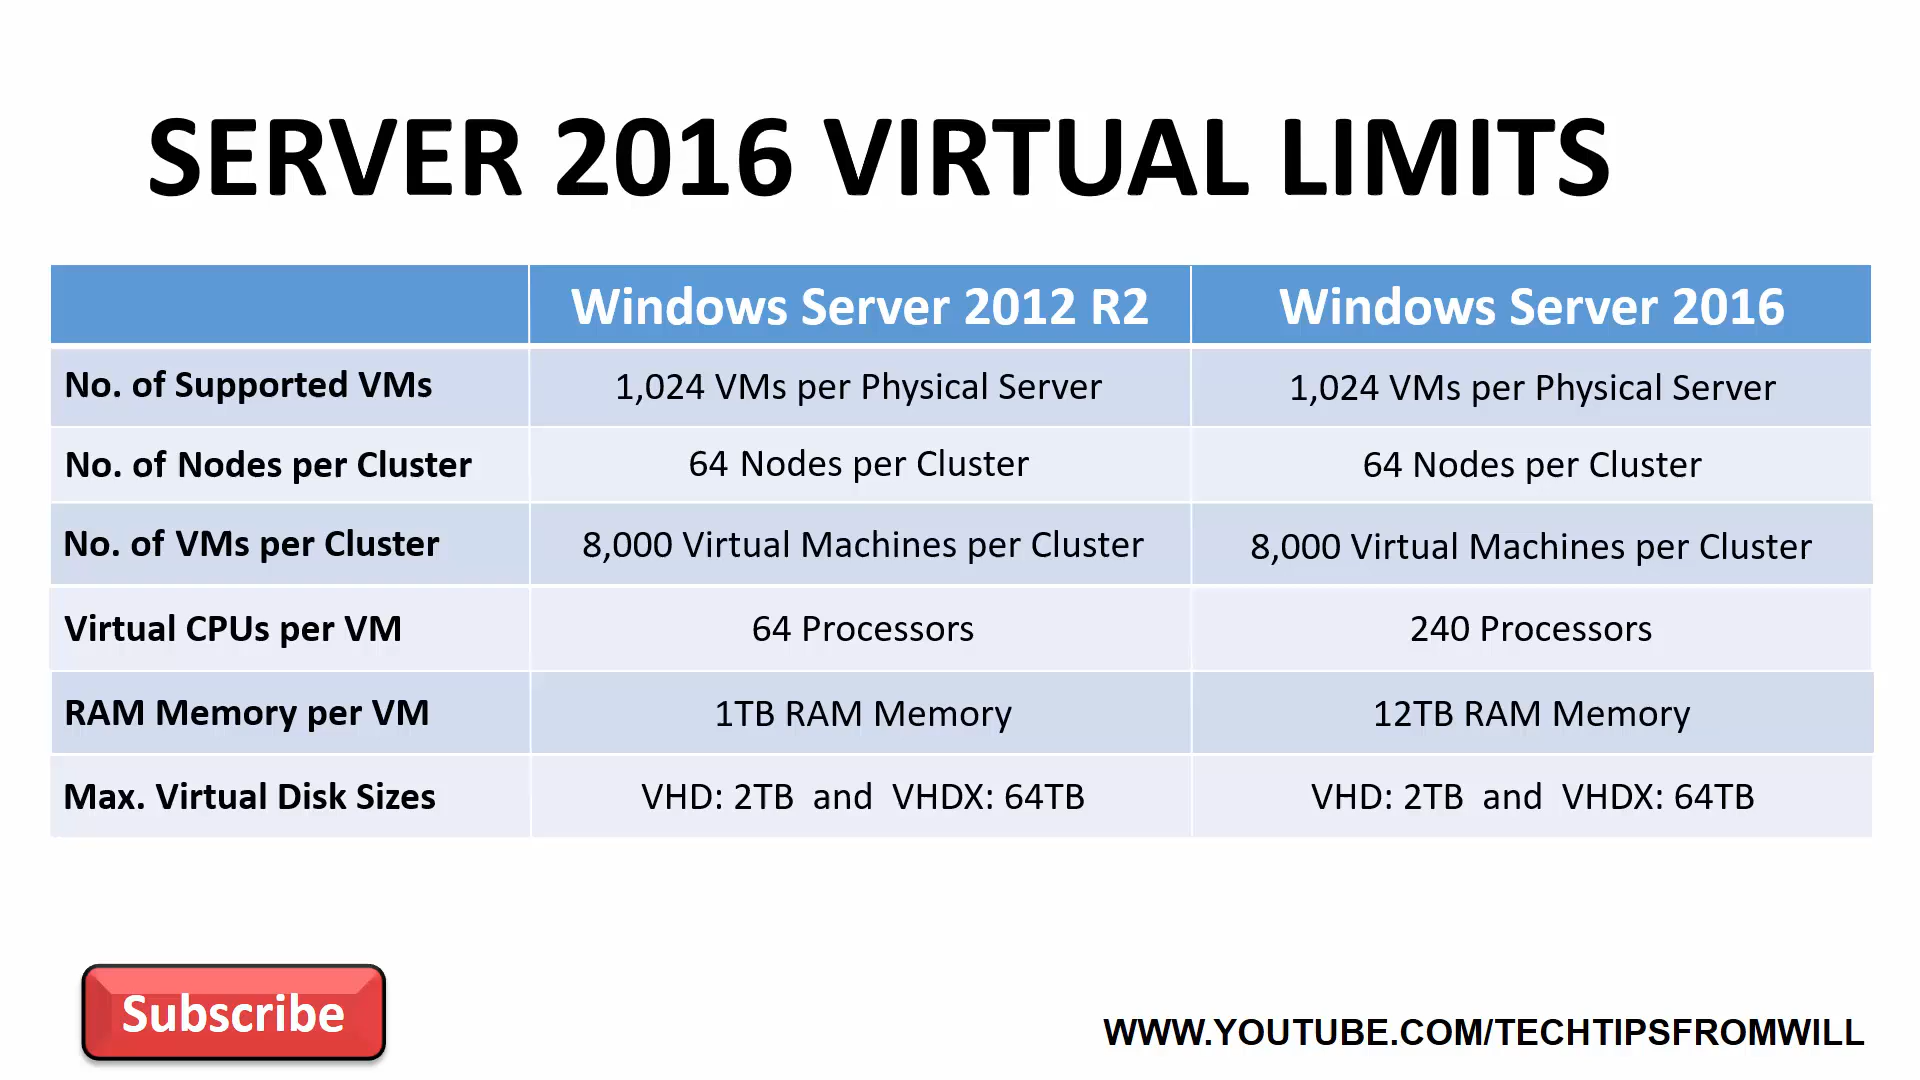 SERVER 2016 VIRTUAL LIMITS
Windows Server 2012 R2 Windows Server 2016
No. of Supported VMs 1,024 VMs per Physical Server 1,024 VMs per Physical Server
No. of Nodes per Cluster 64 Nodes per Cluster 64 Nodes per Cluster
No. of VMs per Cluster 8,000 Virtual Machines per Cluster 8,000 Virtual Machines per Cluster
Virtual CPUs per VM 64 Processors 240 Processors
RAM Memory per VM 1TB RAM Memory 12TB RAM Memory
Max. Virtual Disk Sizes VHD: 2TB and VHDX: 64TB VHD: 2TB and VHDX: 64TB
Subscribe
WWW.YOUTUBE.COM/TECHTIPSFROMWILL